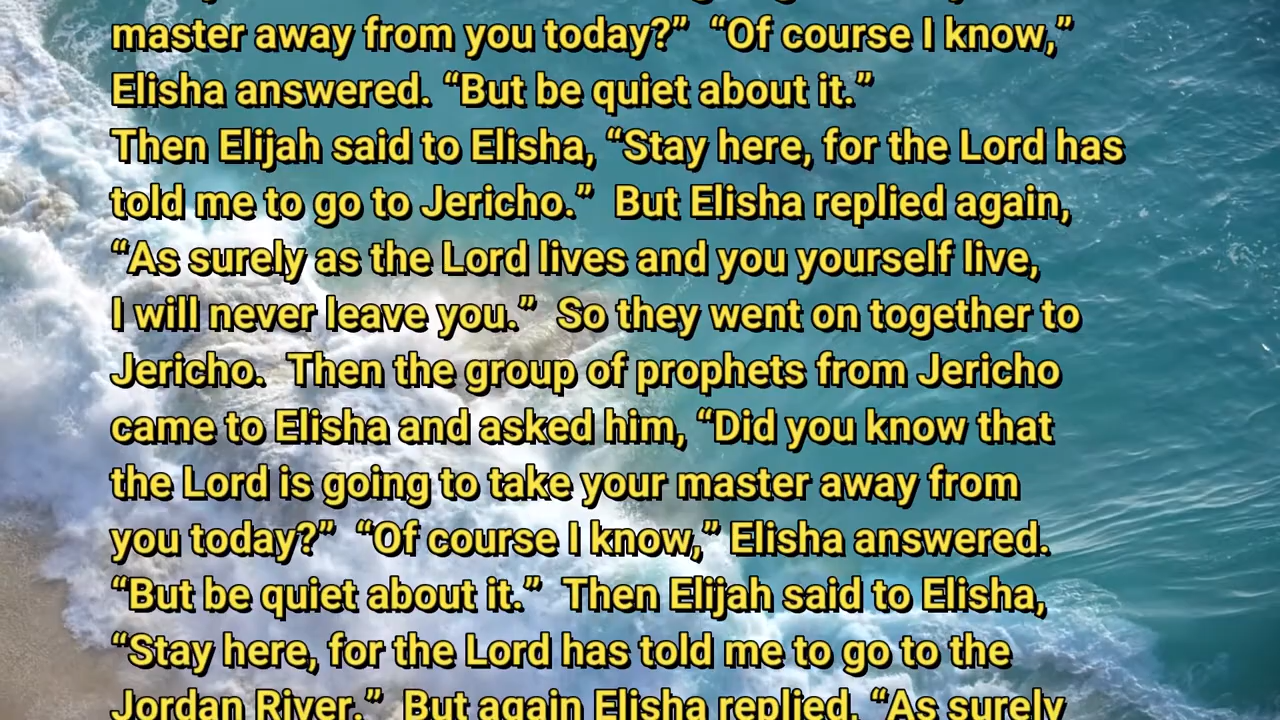 master away from you today?”  “Of course I know,”
Elisha answered. “But be quiet about it.”
Then Elijah said to Elisha, “Stay here, for the Lord has
told me to go to Jericho.”  But Elisha replied again,
“As surely as the Lord lives and you yourself live,
I will never leave you.”  So they went on together to
Jericho.  Then the group of prophets from Jericho
came to Elisha and asked him, “Did you know that
the Lord is going to take your master away from
you today?”  “Of course I know,” Elisha answered.
“But be quiet about it.”  Then Elijah said to Elisha,
“Stay here, for the Lord has told me to go to the
Jordan River.”  But again Elisha replied, “As surely